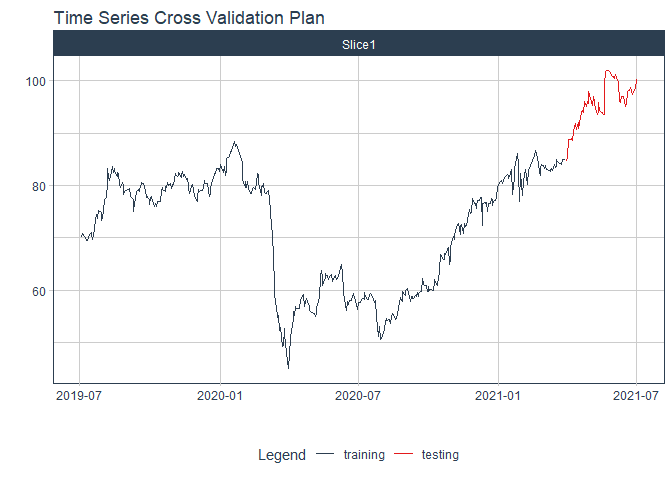 Time Series Cross Validation Plan
Slice1
100
80
60
2019-07 2020-01 2020-07 2021-01 2021-07
Legend training testing